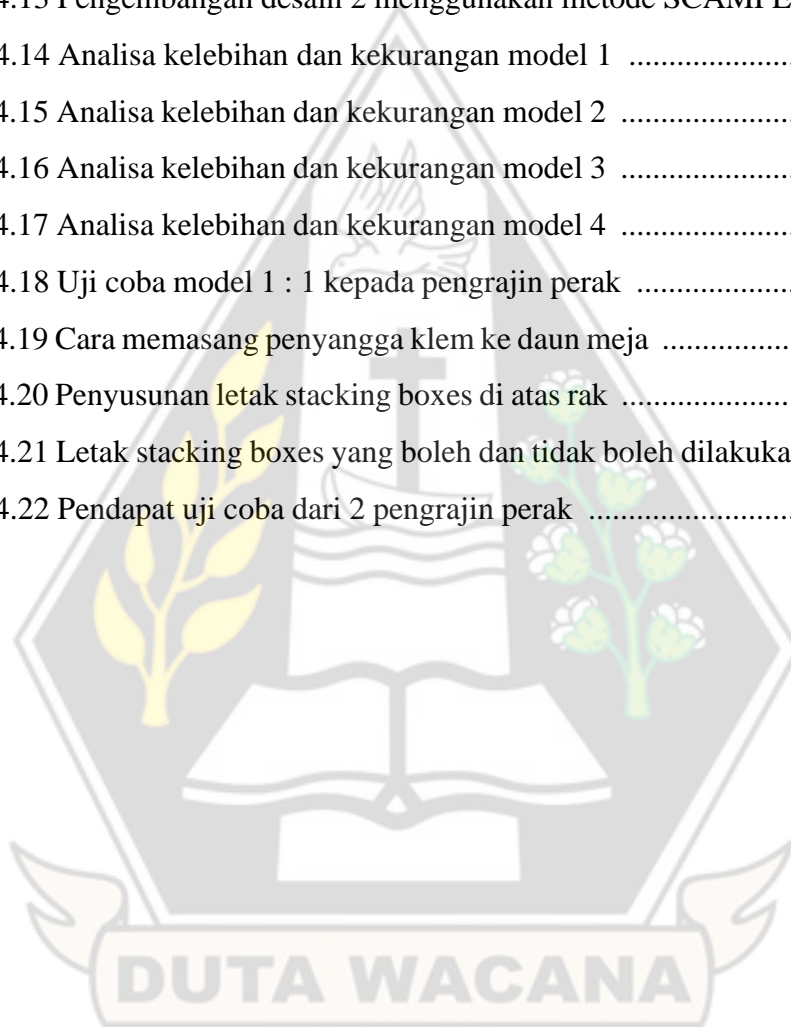 4.13 Pengembangan desain 2 menggunakan metode SCAMPE
4.14 Analisa kelebihan dan kekurangan model 1 ....................
4.15 Analisa kelebihan dan kekurangan model 2 ....................
4.16 Analisa kelebihan dan kekurangan model 3 ....................
4.17 Analisa kelebihan dan kekurangan model 4 ....................
4.18 Uji coba model 1 : 1 kepada pengrajin perak ...................
4.19 Cara memasang penyangga klem ke daun meja ................
4.20 Penyusunan letak stacking boxes di atas rak .....................
4.21 Letak stacking boxes yang boleh dan tidak boleh dilakuka
4.22 Pendapat uji coba dari 2 pengrajin perak .........................
DUTA WACANA